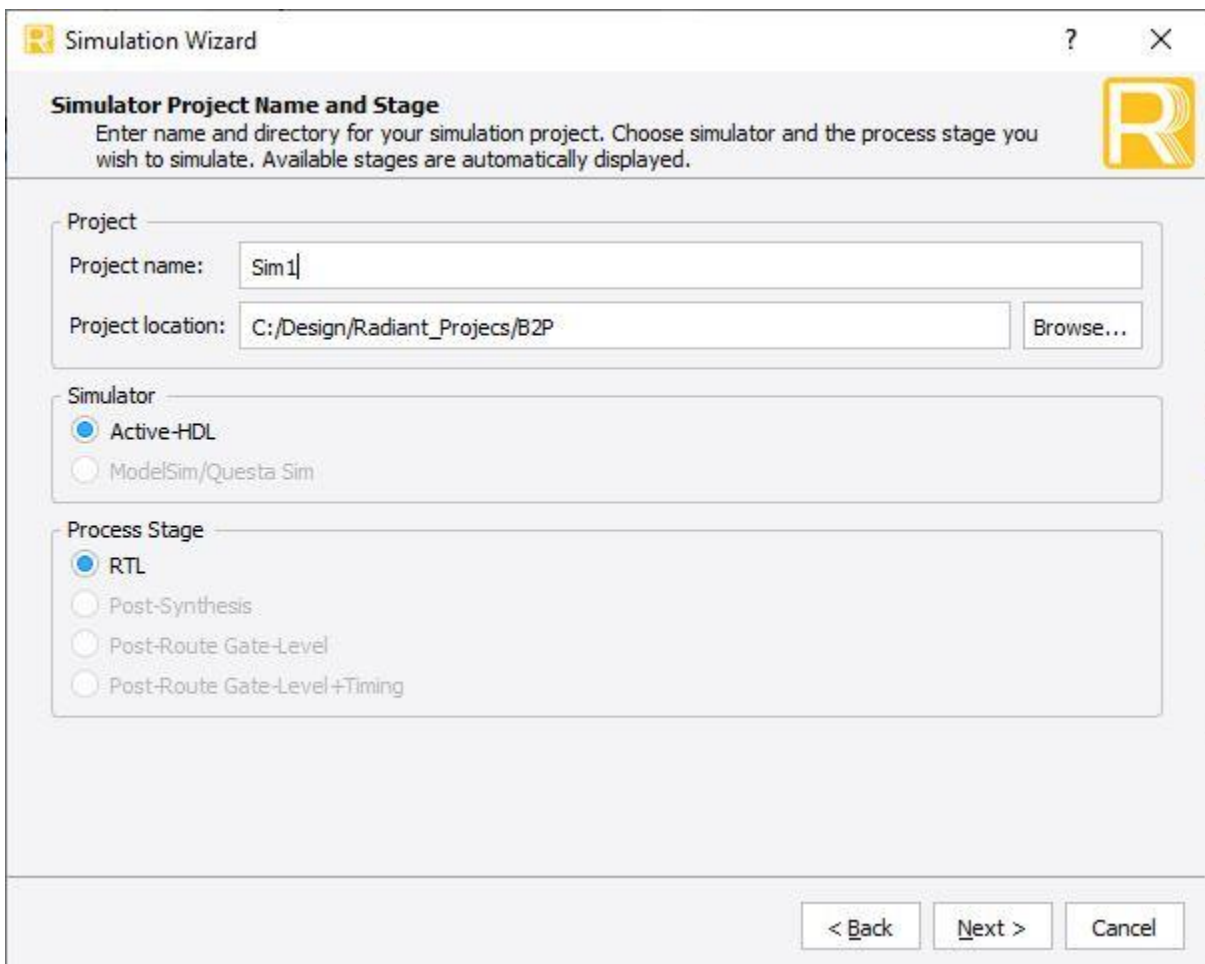 Simulation Wizard
?
Simulator Project Name and Stage
Enter name and directory for your simulation project. Choose simulator and the process stage you
wish to simulate. Available stages are automatically displayed.
R
Project
Project name:
Sim1
Project location:
C:/Design/Radiant_Projecs/B2P
Browse...
Simulator
Active-HDL
ModelSim/Questa Sim
Process Stage
RTL
Post-Synthesis
Post-Route Gate-Level
Post-Route Gate-Level+Timing
< Back
Next >
Cancel